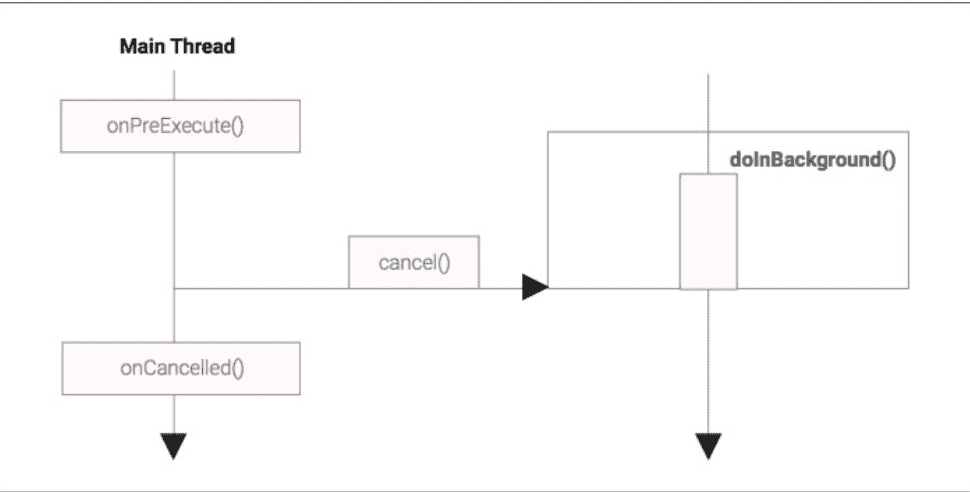 Main Thread
onPreExecute()
doInBackground()
cancel()
onCancelled()